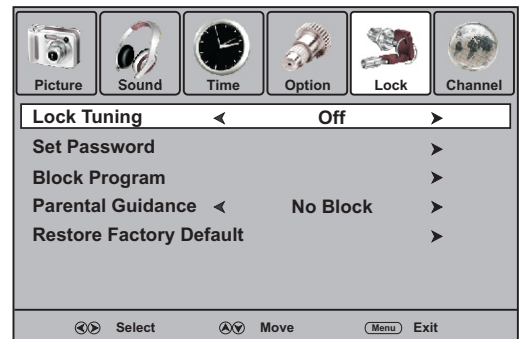 Picture Sound Time Option Lock Channel
Lock Tuning Off
Set Password
Block Program
Parental Guidance No Block
Restore Factory Default
Select Move Menu Exit